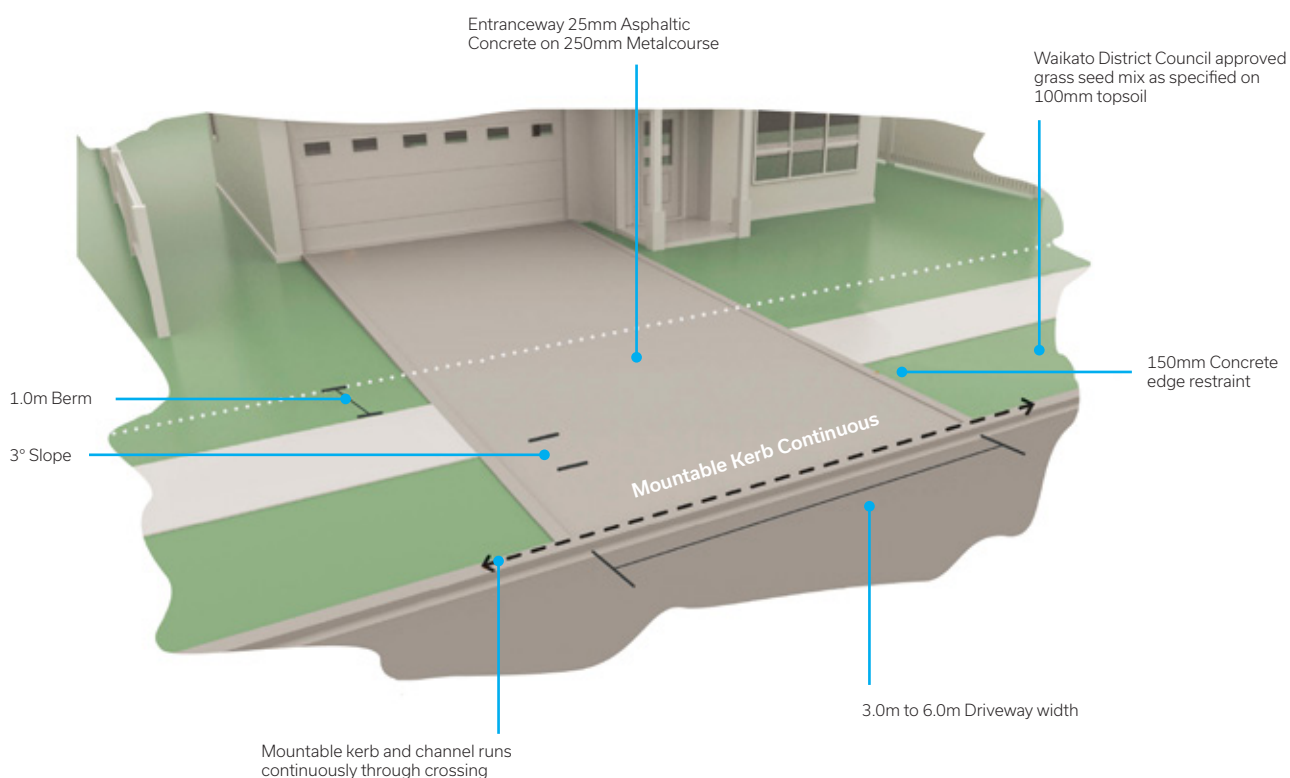 Entranceway 25mm Asphaltic
Concrete on 250mm Metalcourse
Waikato District Council approved
grass seed mix as specified on
100mm topsoil
150mm Concrete
edge restraint
1.0m Berm
3° Slope
Mountable Kerb Continuous
3.0m to 6.0m Driveway width
Mountable kerb and channel runs
continuously through crossing